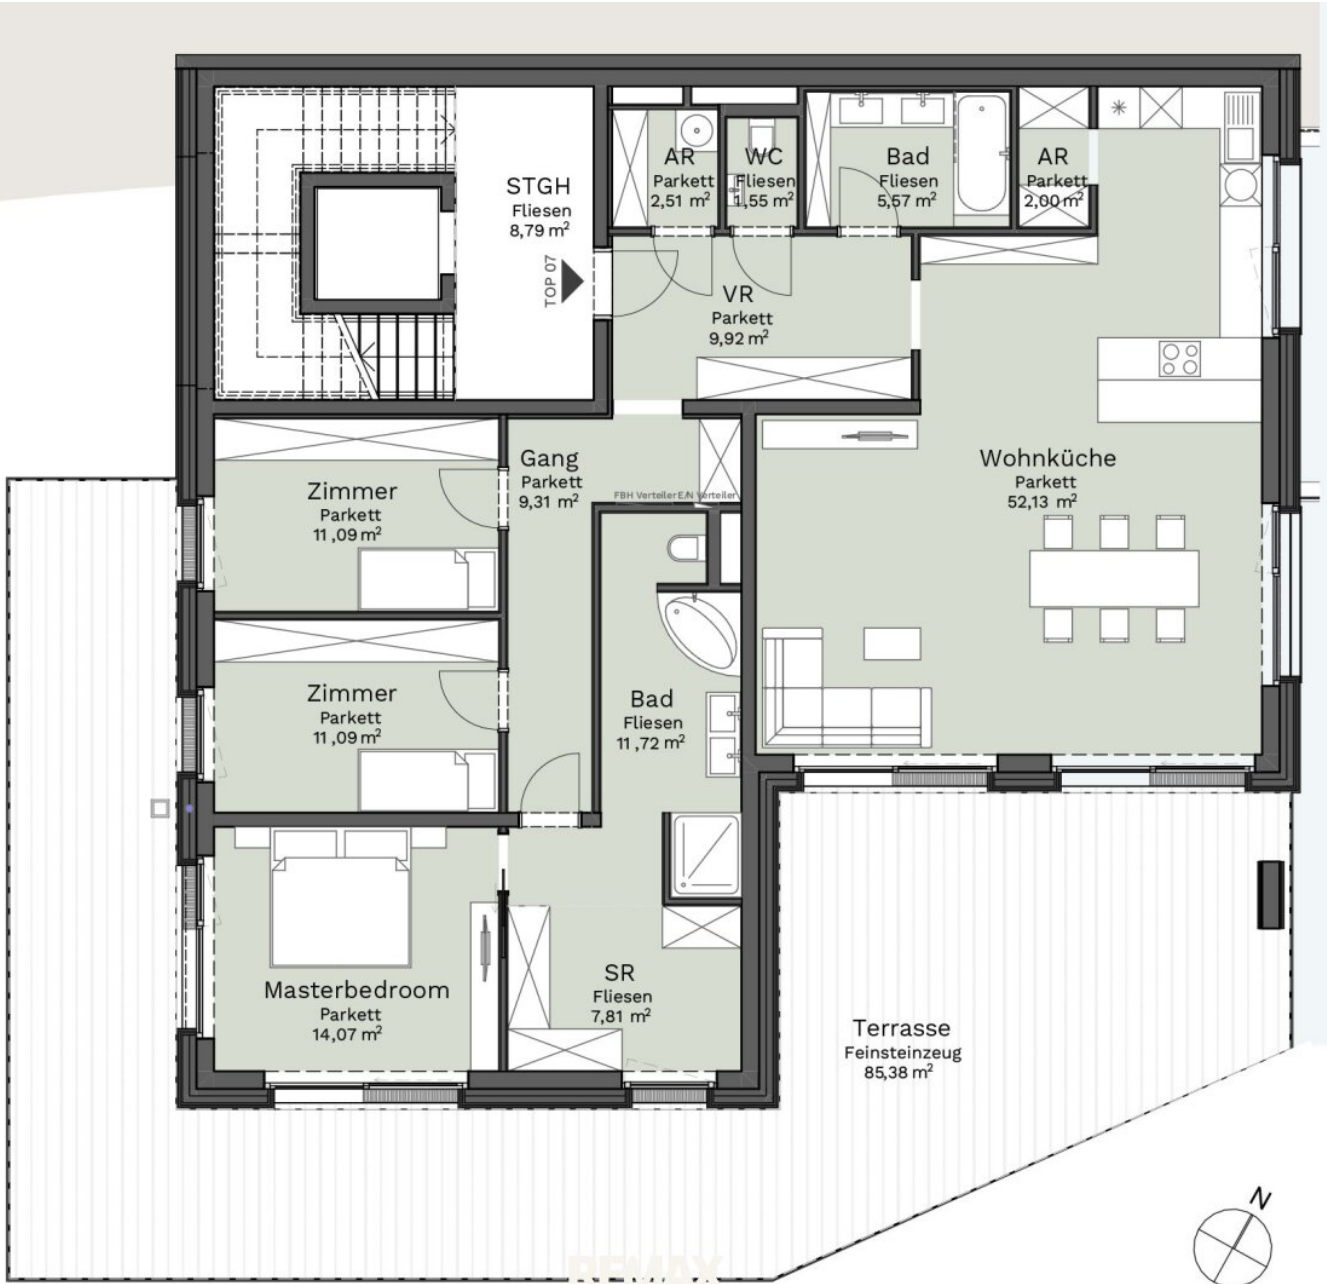 STGH
Fliesen
8,79 m²
TOP 07
AR
Parkett
2,51 m²
WC
Fliesen
1,55 m²
Bad
Fliesen
5,57 m²
AR
Parkett
2,00 m²
VR
Parkett
9,92 m²
Gang
Parkett
9,31 m²
FBH Verteiler E/N Verteiler
Wohnküche
Parkett
52,13 m²
Zimmer
Parkett
11,09 m²
Zimmer
Parkett
11,09 m²
Bad
Fliesen
11,72 m²
Masterbedroom
Parkett
14,07 m²
SR
Fliesen
7,81 m²
Terrasse
Feinsteinzeug
85,38 m²
N
RE/MAX